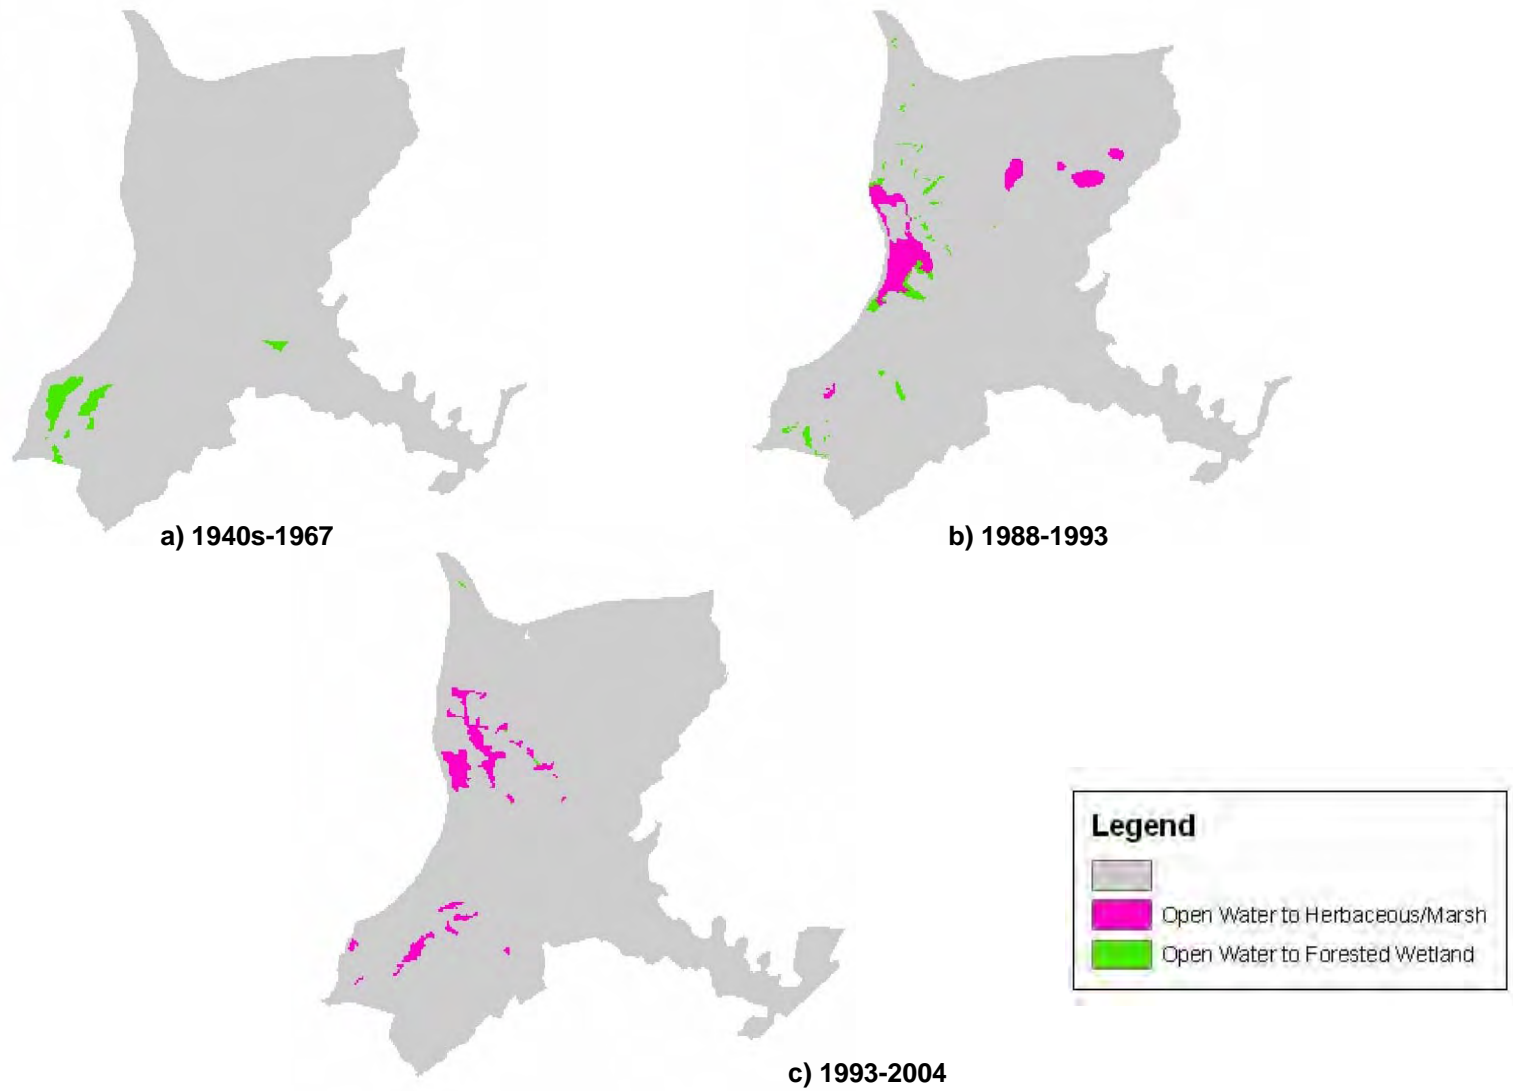 a) 1940s-1967
b) 1988-1993
c) 1993-2004
Legend
Open Water to Herbaceous/Marsh
Open Water to Forested Wetland